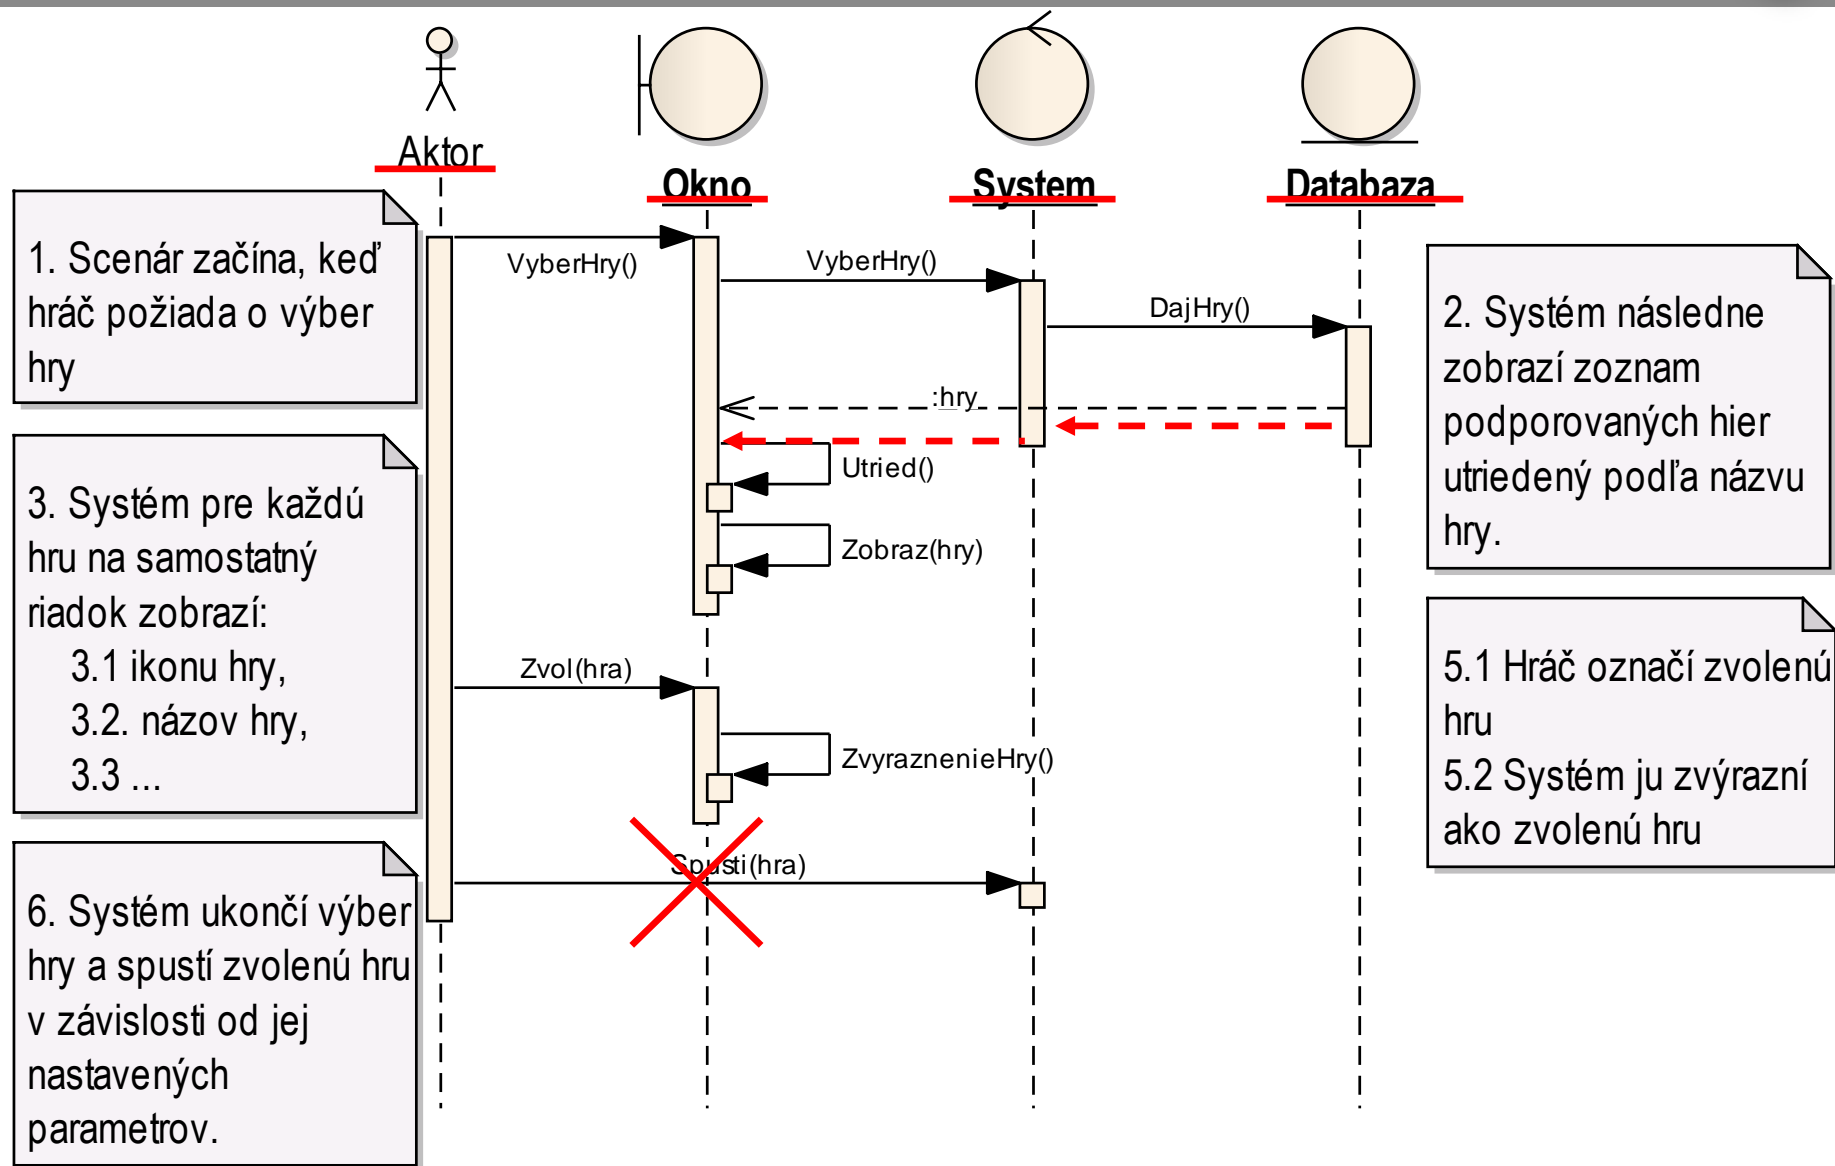 Aktor
Okno
System
Databaza
1. Scenár začína, keď
hráč požiada o výber
hry
VyberHry()
VyberHry()
DajHry()
2. Systém následne
zobrazí zoznam
podporovaných hier
utriedený podľa názvu
hry.
:hry
Utried()
Zobraz(hry)
3. Systém pre každú
hru na samostatný
riadok zobrazí:
3.1 ikonu hry,
3.2. názov hry,
3.3 ...
Zvol(hra)
ZvyraznenieHry()
5.1 Hráč označí zvolenú
hru
5.2 Systém ju zvýrazní
ako zvolenú hru
Spusti(hra)
6. Systém ukončí výber
hry a spustí zvolenú hru
v závislosti od jej
nastavených
parametrov.